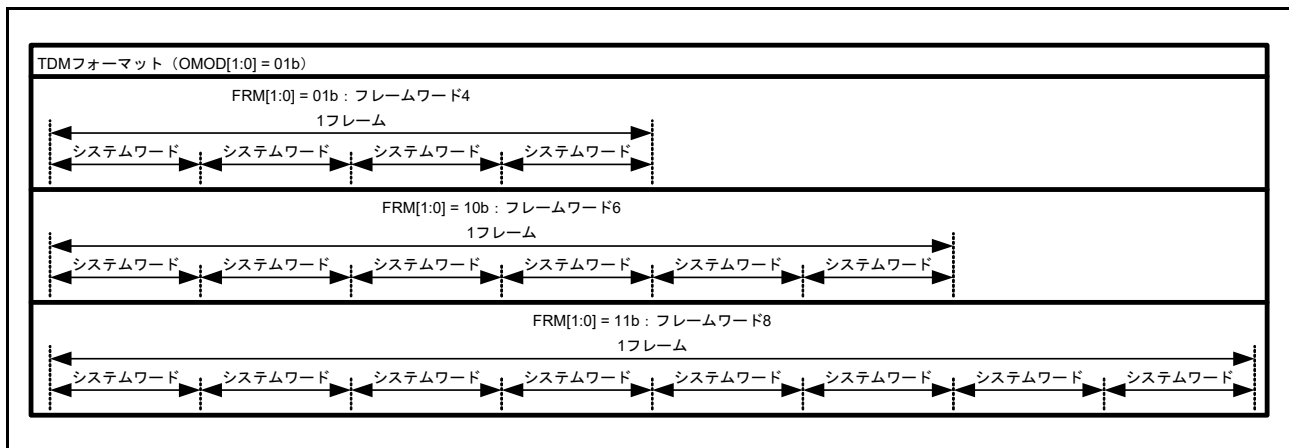 TDMフォーマット（OMOD[1:0] = 01b）
FRM[1:0] = 01b：フレームワード4
1フレーム
システムワード システムワード システムワード システムワード
FRM[1:0] = 10b：フレームワード6
1フレーム
システムワード システムワード システムワード システムワード システムワード システムワード
FRM[1:0] = 11b：フレームワード8
1フレーム
システムワード システムワード システムワード システムワード システムワード システムワード システムワード システムワード